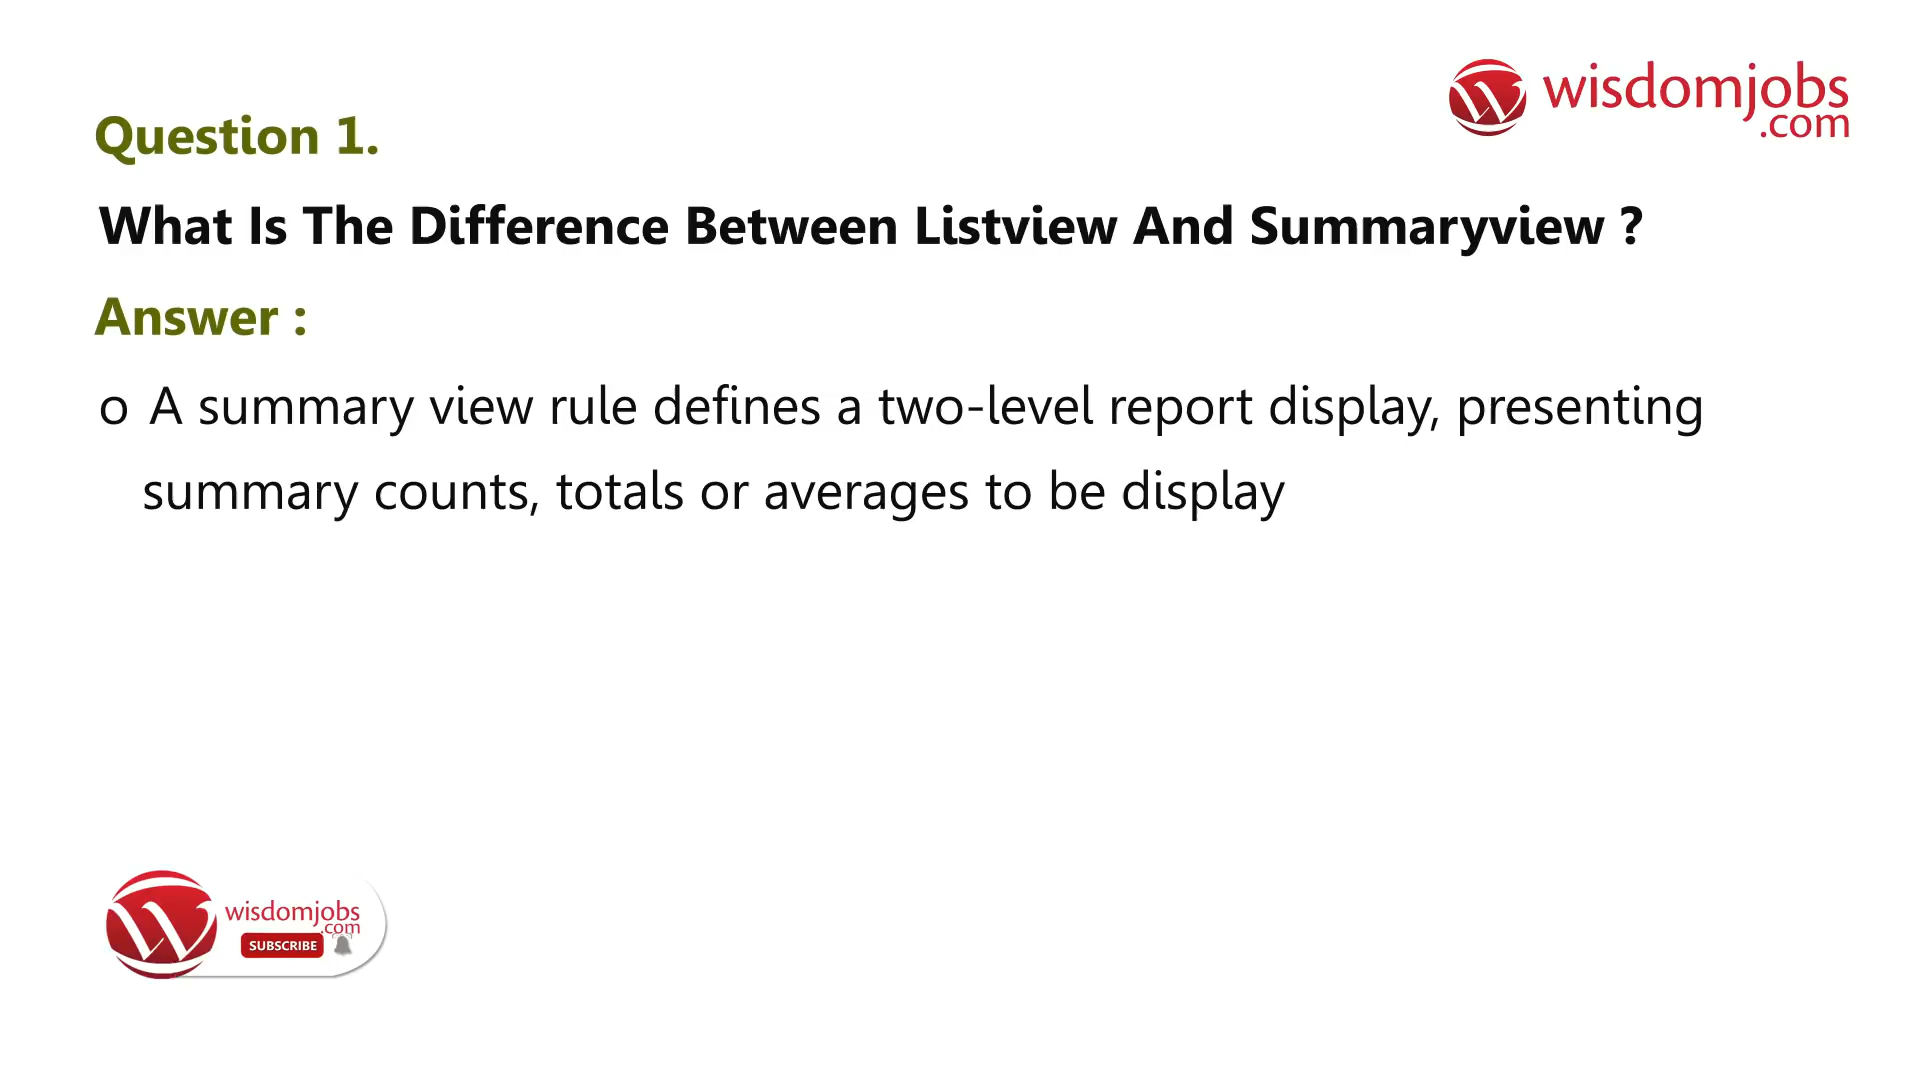 wisdomjobs
.com
Question 1.
What Is The Difference Between Listview And Summaryview ?
Answer :
o A summary view rule defines a two-level report display, presenting
summary counts, totals or averages to be display
wisdomjobs
.com
SUBSCRIBE